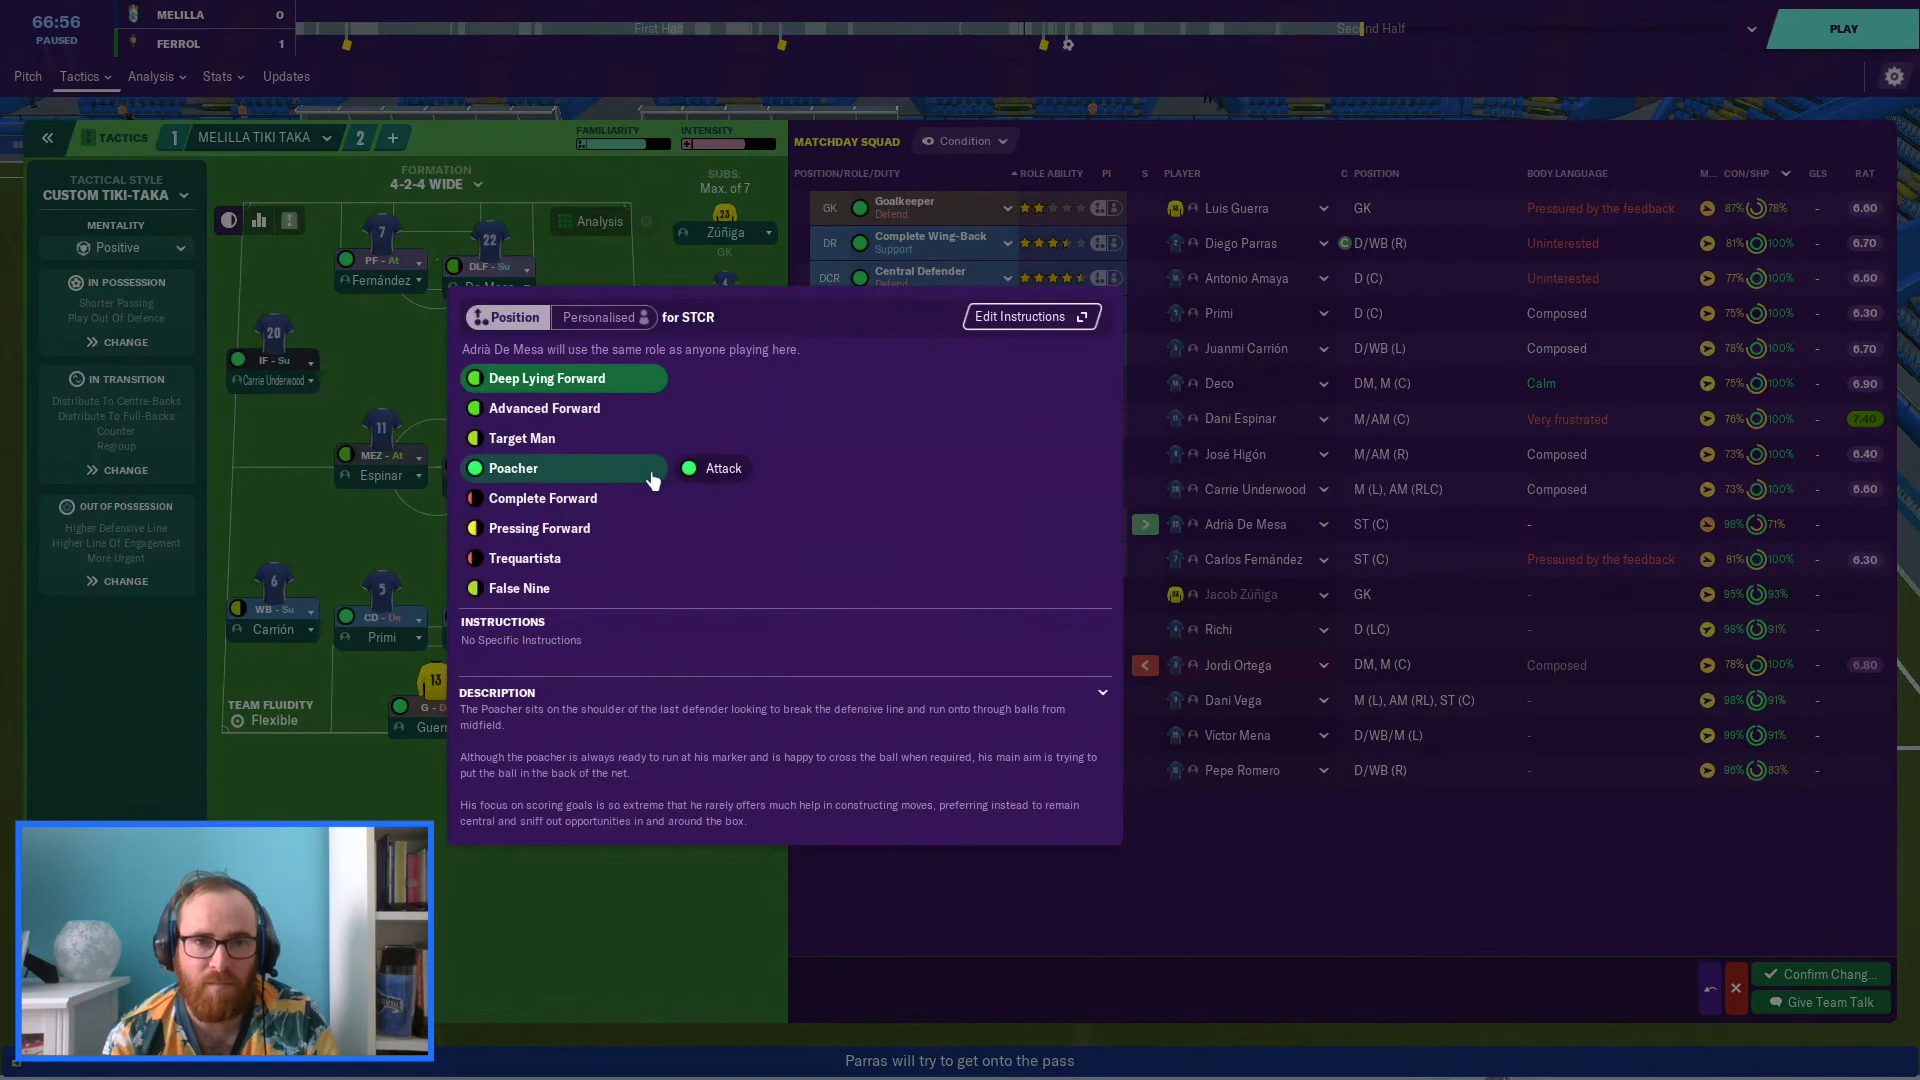 66:56
PAUSED
MELILLA 0
FERROL 1
First Half
Second Half
PLAY
Pitch Tactics Analysis Stats Updates
TACTICS 1 MELILLA TIKI TAKA 2 +
FAMILIARITY INTENSITY
TACTICAL STYLE
CUSTOM TIKI-TAKA
MENTALITY
Positive
IN POSSESSION
Shorter Passing
Play Out Of Defence
CHANGE
IN TRANSITION
Distribute To Centre-Backs
Distribute To Full-Backs
Counter
Regroup
CHANGE
OUT OF POSSESSION
Higher Defensive Line
Higher Line Of Engagement
More Urgent
CHANGE
FORMATION
4-2-4 WIDE
SUBS:
Max. of 7
Analysis
23
Zúñiga
GK
7
PF - At
Fernández
22
DLF - Su
De Mesa
20
IF - Su
Carrie Underwood
11
MEZ - At
Espinar
6
WB - Su
Carrión
5
CD - De
Primi
13
G - D
Guerr
TEAM FLUIDITY
Flexible
Position Personalised for STCR
Edit Instructions
Adrià De Mesa will use the same role as anyone playing here.
Deep Lying Forward
Advanced Forward
Target Man
Poacher Attack
Complete Forward
Pressing Forward
Trequartista
False Nine
INSTRUCTIONS
No Specific Instructions
DESCRIPTION
The Poacher sits on the shoulder of the last defender looking to break the defensive line and run onto through balls from
midfield.
Although the poacher is always ready to run at his marker and is happy to cross the ball when required, his main aim is trying to
put the ball in the back of the net.
His focus on scoring goals is so extreme that he rarely offers much help in constructing moves, preferring instead to remain
central and sniff out opportunities in and around the box.
MATCHDAY SQUAD Condition
POSITION/ROLE/DUTY ROLE ABILITY PI S PLAYER C POSITION BODY LANGUAGE M... CON/SHP GLS RAT
GK Goalkeeper
Defend
DR Complete Wing-Back
Support
DCR Central Defender
Defend
Luis Guerra GK Pressured by the feedback 87% 78% - 6.60
Diego Parras C D/WB (R) Uninterested 81% 100% - 6.70
Antonio Amaya D (C) Uninterested 77% 100% - 6.60
Primi D (C) Composed 75% 100% - 6.30
Juanmi Carrión D/WB (L) Composed 78% 100% - 6.70
Deco DM, M (C) Calm 75% 100% - 6.90
Dani Espinar M/AM (C) Very frustrated 76% 100% - 7.40
José Higón M/AM (R) Composed 73% 100% - 6.40
Carrie Underwood M (L), AM (RLC) Composed 73% 100% - 6.60
Adrià De Mesa ST (C) - 98% 71% -
Carlos Fernández ST (C) Pressured by the feedback 81% 100% - 6.30
Jacob Zúñiga GK 95% 93% -
Richi D (LC) - 98% 91% -
Jordi Ortega DM, M (C) Composed 78% 100% - 6.80
Dani Vega M (L), AM (RL), ST (C) - 98% 91% -
Víctor Mena D/WB/M (L) - 99% 91% -
Pepe Romero D/WB (R) - 96% 83% -
Confirm Chang...
Give Team Talk
Parras will try to get onto the pass